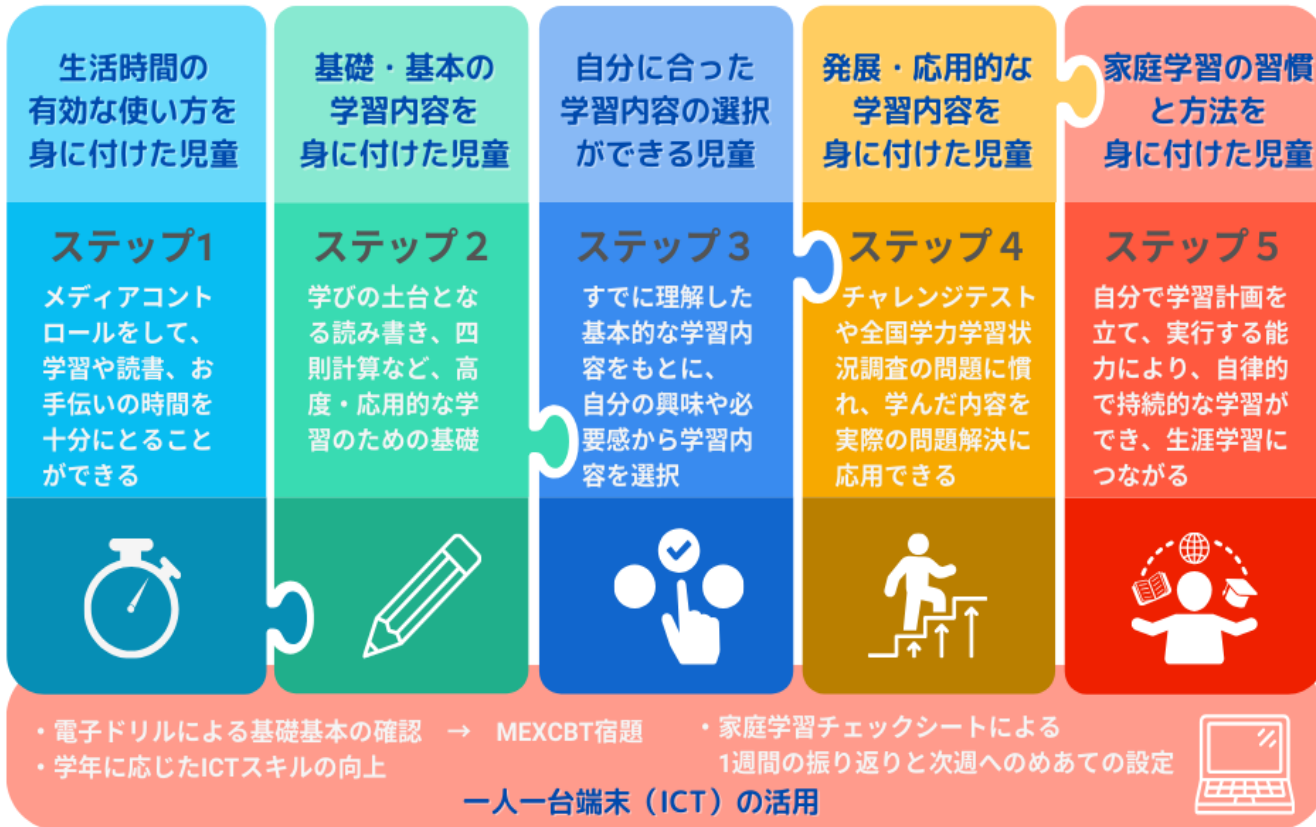 生活時間の
有効な使い方を
身に付けた児童
ステップ1
メディアコント
ロールをして、
学習や読書、お
手伝いの時間を
十分にとること
ができる
基礎・基本の
学習内容を
身に付けた児童
ステップ２
学びの土台とな
る読み書き、四
則計算など、高
度・応用的な学
習のための基礎
自分に合った
学習内容の選択
ができる児童
ステップ３
すでに理解した
基本的な学習内
容をもとに、
自分の興味や必
要感から学習内
容を選択
発展・応用的な
学習内容を
身に付けた児童
ステップ４
チャレンジテスト
や全国学力学習状
況調査の問題に慣
れ、学んだ内容を
実際の問題解決に
応用できる
家庭学習の習慣
と方法を
身に付けた児童
ステップ５
自分で学習計画を
立て、実行する能
力により、自律的
で持続的な学習が
でき、生涯学習に
つながる
・電子ドリルによる基礎基本の確認　→　MEXCBT宿題
・学年に応じたICTスキルの向上
・家庭学習チェックシートによる
1週間の振り返りと次週へのめあての設定
一人一台端末（ICT）の活用